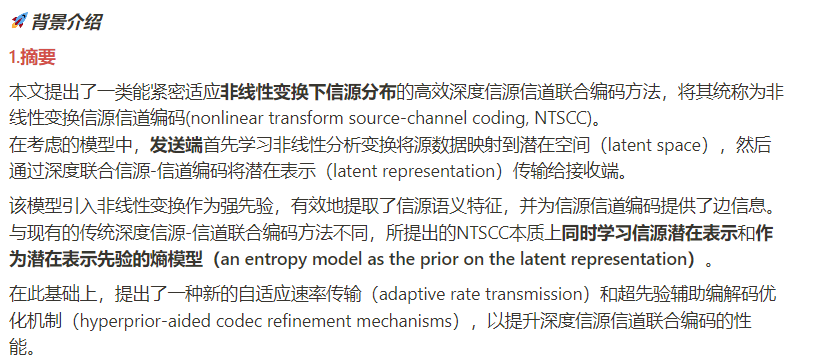 🚀 背景介绍
1.摘要
本文提出了一类能紧密适应非线性变换下信源分布的高效深度信源信道联合编码方法，将其统称为非
线性变换信源信道编码(nonlinear transform source-channel coding, NTSCC)。
在考虑的模型中，发送端首先学习非线性分析变换将源数据映射到潜在空间（latent space），然后
通过深度联合信源-信道编码将潜在表示（latent representation）传输给接收端。
该模型引入非线性变换作为强先验，有效地提取了信源语义特征，并为信源信道编码提供了边信息。
与现有的传统深度信源-信道联合编码方法不同，所提出的NTSCC本质上同时学习信源潜在表示和作
为潜在表示先验的熵模型（an entropy model as the prior on the latent representation）。
在此基础上，提出了一种新的自适应速率传输（adaptive rate transmission）和超先验辅助编解码优
化机制（hyperprior-aided codec refinement mechanisms），以提升深度信源信道联合编码的性
能。